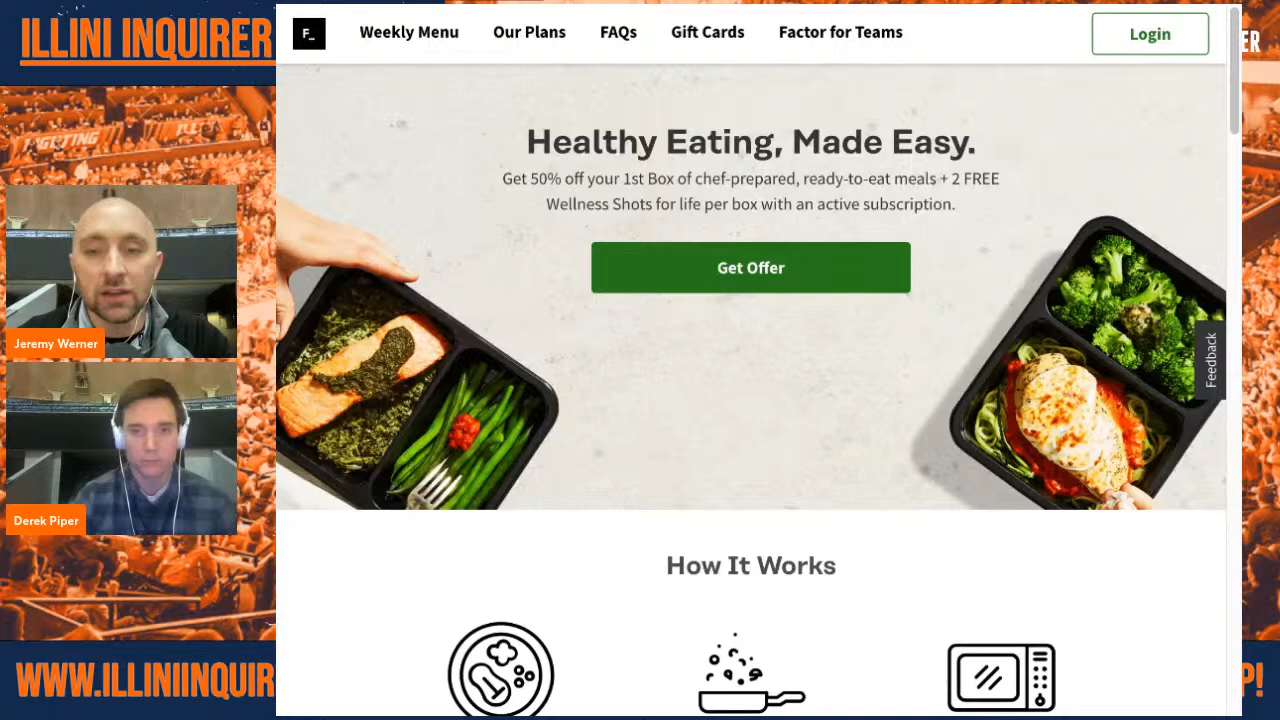 ILLINI INQUIRER
F_
Weekly Menu
Our Plans
FAQs
Gift Cards
Factor for Teams
Login
ER
Healthy Eating, Made Easy.
Get 50% off your 1st Box of chef-prepared, ready-to-eat meals + 2 FREE
Wellness Shots for life per box with an active subscription.
Get Offer
Feedback
Jeremy Werner
Derek Piper
How It Works
WWW.ILLINIINQUIR
P!